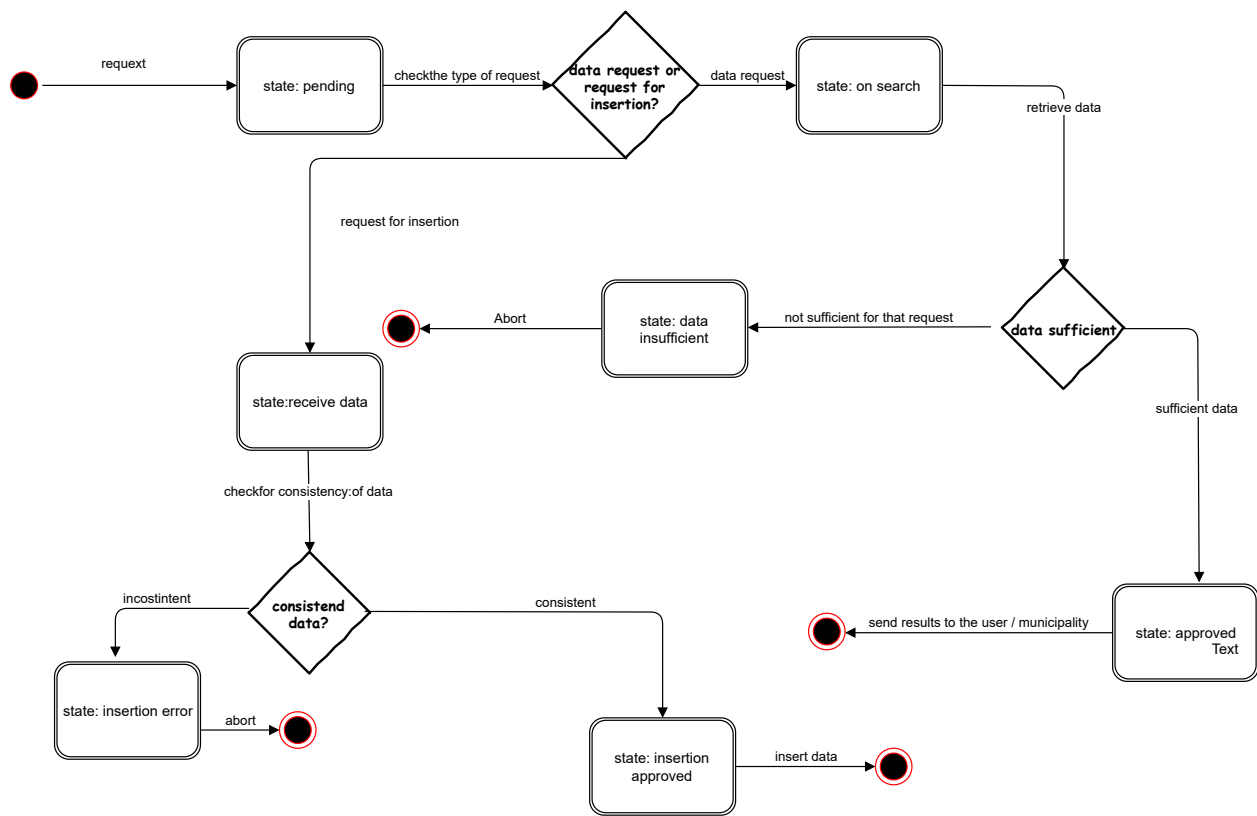 requext
state: pending
checkthe type of request
data request or
request for
insertion?
data request
state: on search
retrieve data
request for insertion
Abort
state: data
insufficient
not sufficient for that request
data sufficient
state:receive data
sufficient data
checkfor consistency:of data
incostintent
consistend
data?
consistent
send results to the user / municipality
state: approved
Text
state: insertion error
abort
state: insertion
approved
insert data